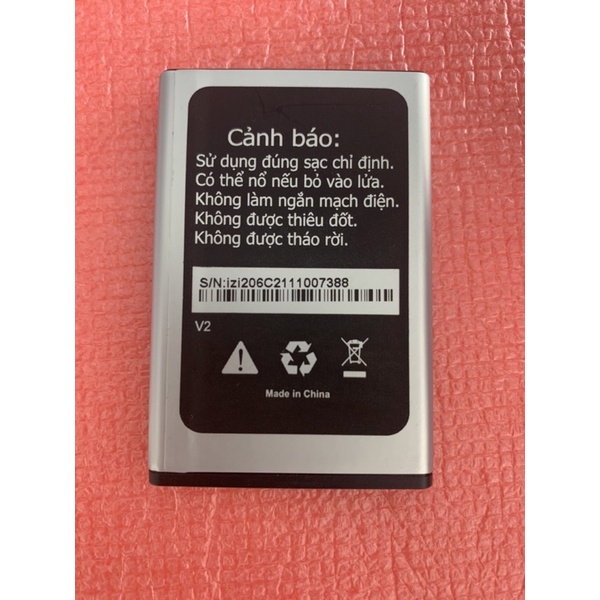 Cảnh báo:
Sử dụng đúng sạc chỉ định.
Có thể nổ nếu bỏ vào lửa.
Không làm ngắn mạch điện.
Không được thiêu đốt.
Không được tháo rời.
S/N:izi206C2111007388
V2
Made in China